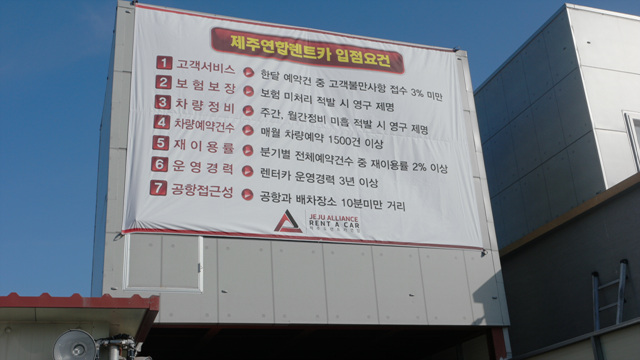 제주연합렌트카 입점요건
1 고객서비스 한달 예약건 중 고객불만사항 접수 3% 미만
2 보험보장 보험 미처리 적발 시 영구 제명
3 차량정비 주간, 월간정비 미흡 적발 시 영구 제명
4 차량예약건수 매월 차량예약 1500건 이상
5 재이용률 분기별 전체예약건수 중 재이용률 2% 이상
6 운영경력 렌터카 운영경력 3년 이상
7 공항접근성 공항과 배차장소 10분미만 거리
JEJU ALLIANCE
RENT A CAR